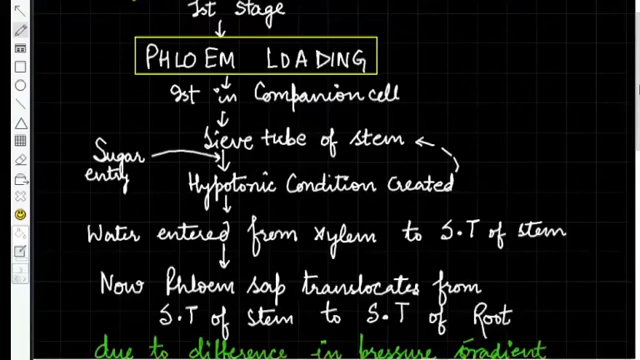 Ist stage
PHLOEM LOADING
Ist in Companion cell
Sieve tube of stem
Sugar entry
Hypotonic Condition Created
Water entered from xylem to S.T of stem
Now Phloem sap translocates from
S.T of stem to S.T of Root
due to difference in pressure gradient